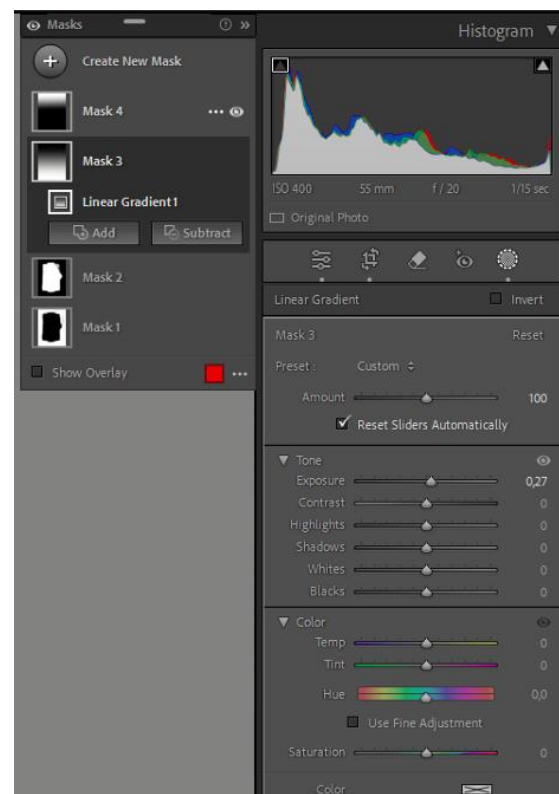 Masks
Create New Mask
Mask 4
Mask 3
Linear Gradient 1
Add Subtract
Mask 2
Mask 1
Show Overlay
Histogram
ISO 400 55 mm f / 20 1/15 sec
Original Photo
Linear Gradient Invert
Mask 3 Reset
Preset : Custom
Amount 100
Reset Sliders Automatically
Tone
Exposure 0,27
Contrast 0
Highlights 0
Shadows 0
Whites 0
Blacks 0
Color
Temp 0
Tint 0
Hue 0,0
Use Fine Adjustment
Saturation 0
Color